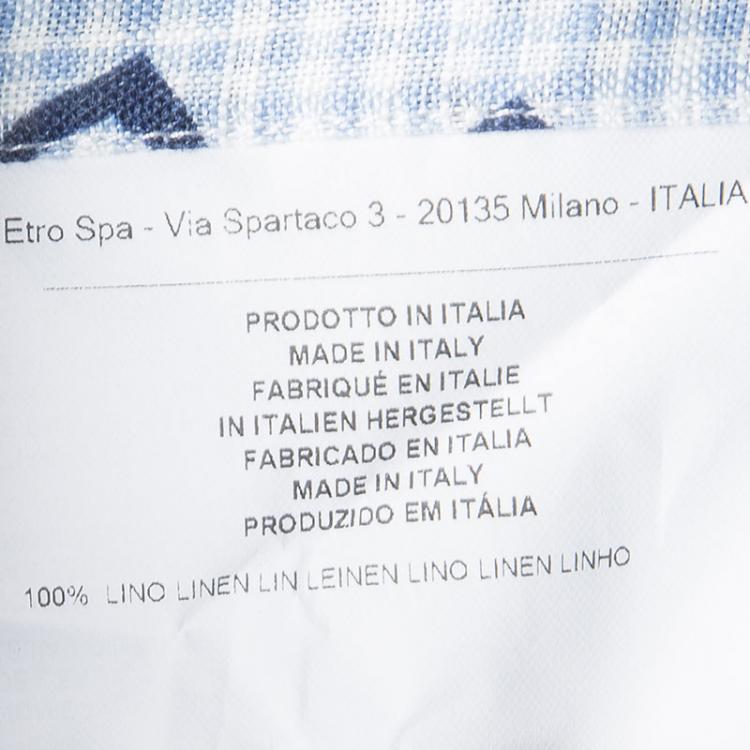 Etro Spa - Via Spartaco 3 - 20135 Milano - ITALIA
PRODOTTO IN ITALIA
MADE IN ITALY
FABRIQUÉ EN ITALIE
IN ITALIEN HERGESTELLT
FABRICADO EN ITALIA
MADE IN ITALY
PRODUZIDO EM ITÁLIA
100% LINO LINEN LIN LEINEN LINO LINEN LINHO